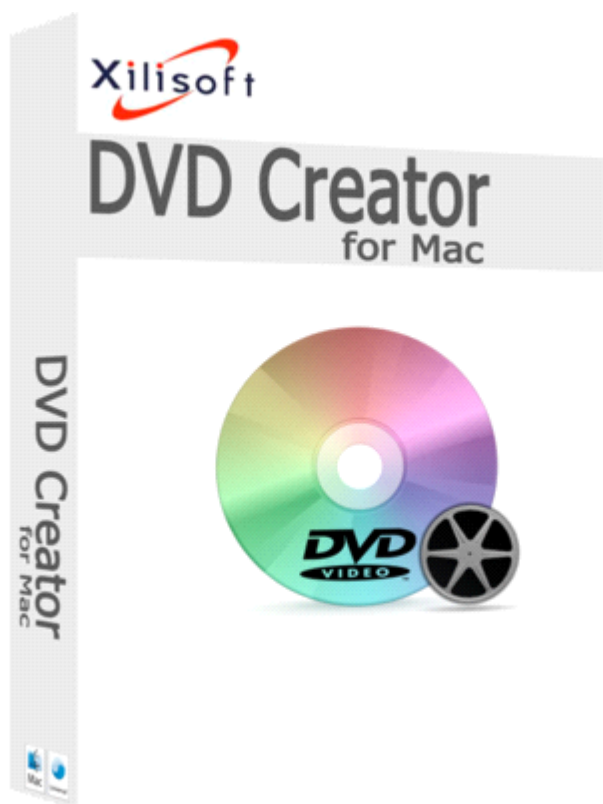 Xilisoft
DVD Creator
for Mac
DVD Creator
for Mac
DVD
VIDEO
Mac